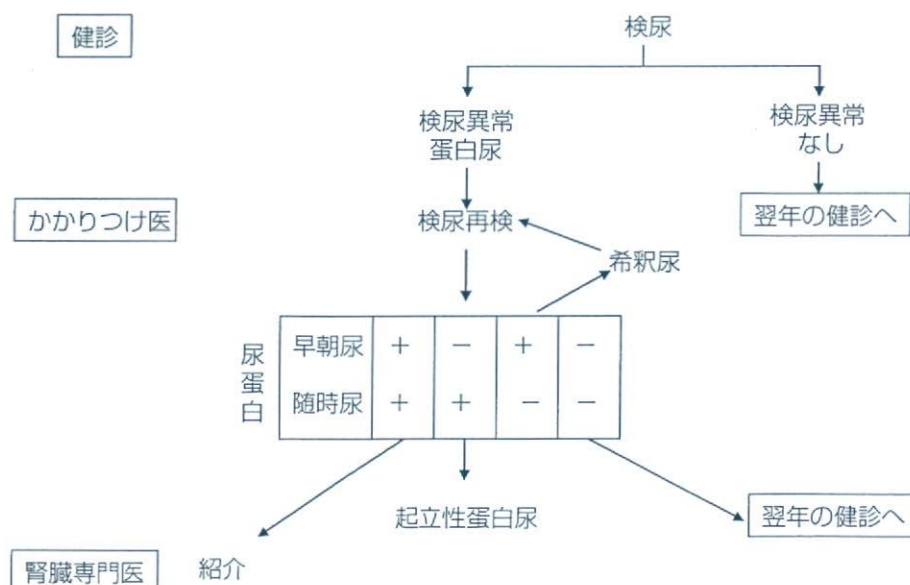 健診
検尿
検尿異常
蛋白尿
検尿異常
なし
かかりつけ医
検尿再検
翌年の健診へ
希釈尿
尿蛋白
早朝尿 + − + −
随時尿 + + − −
起立性蛋白尿
翌年の健診へ
腎臓専門医
紹介